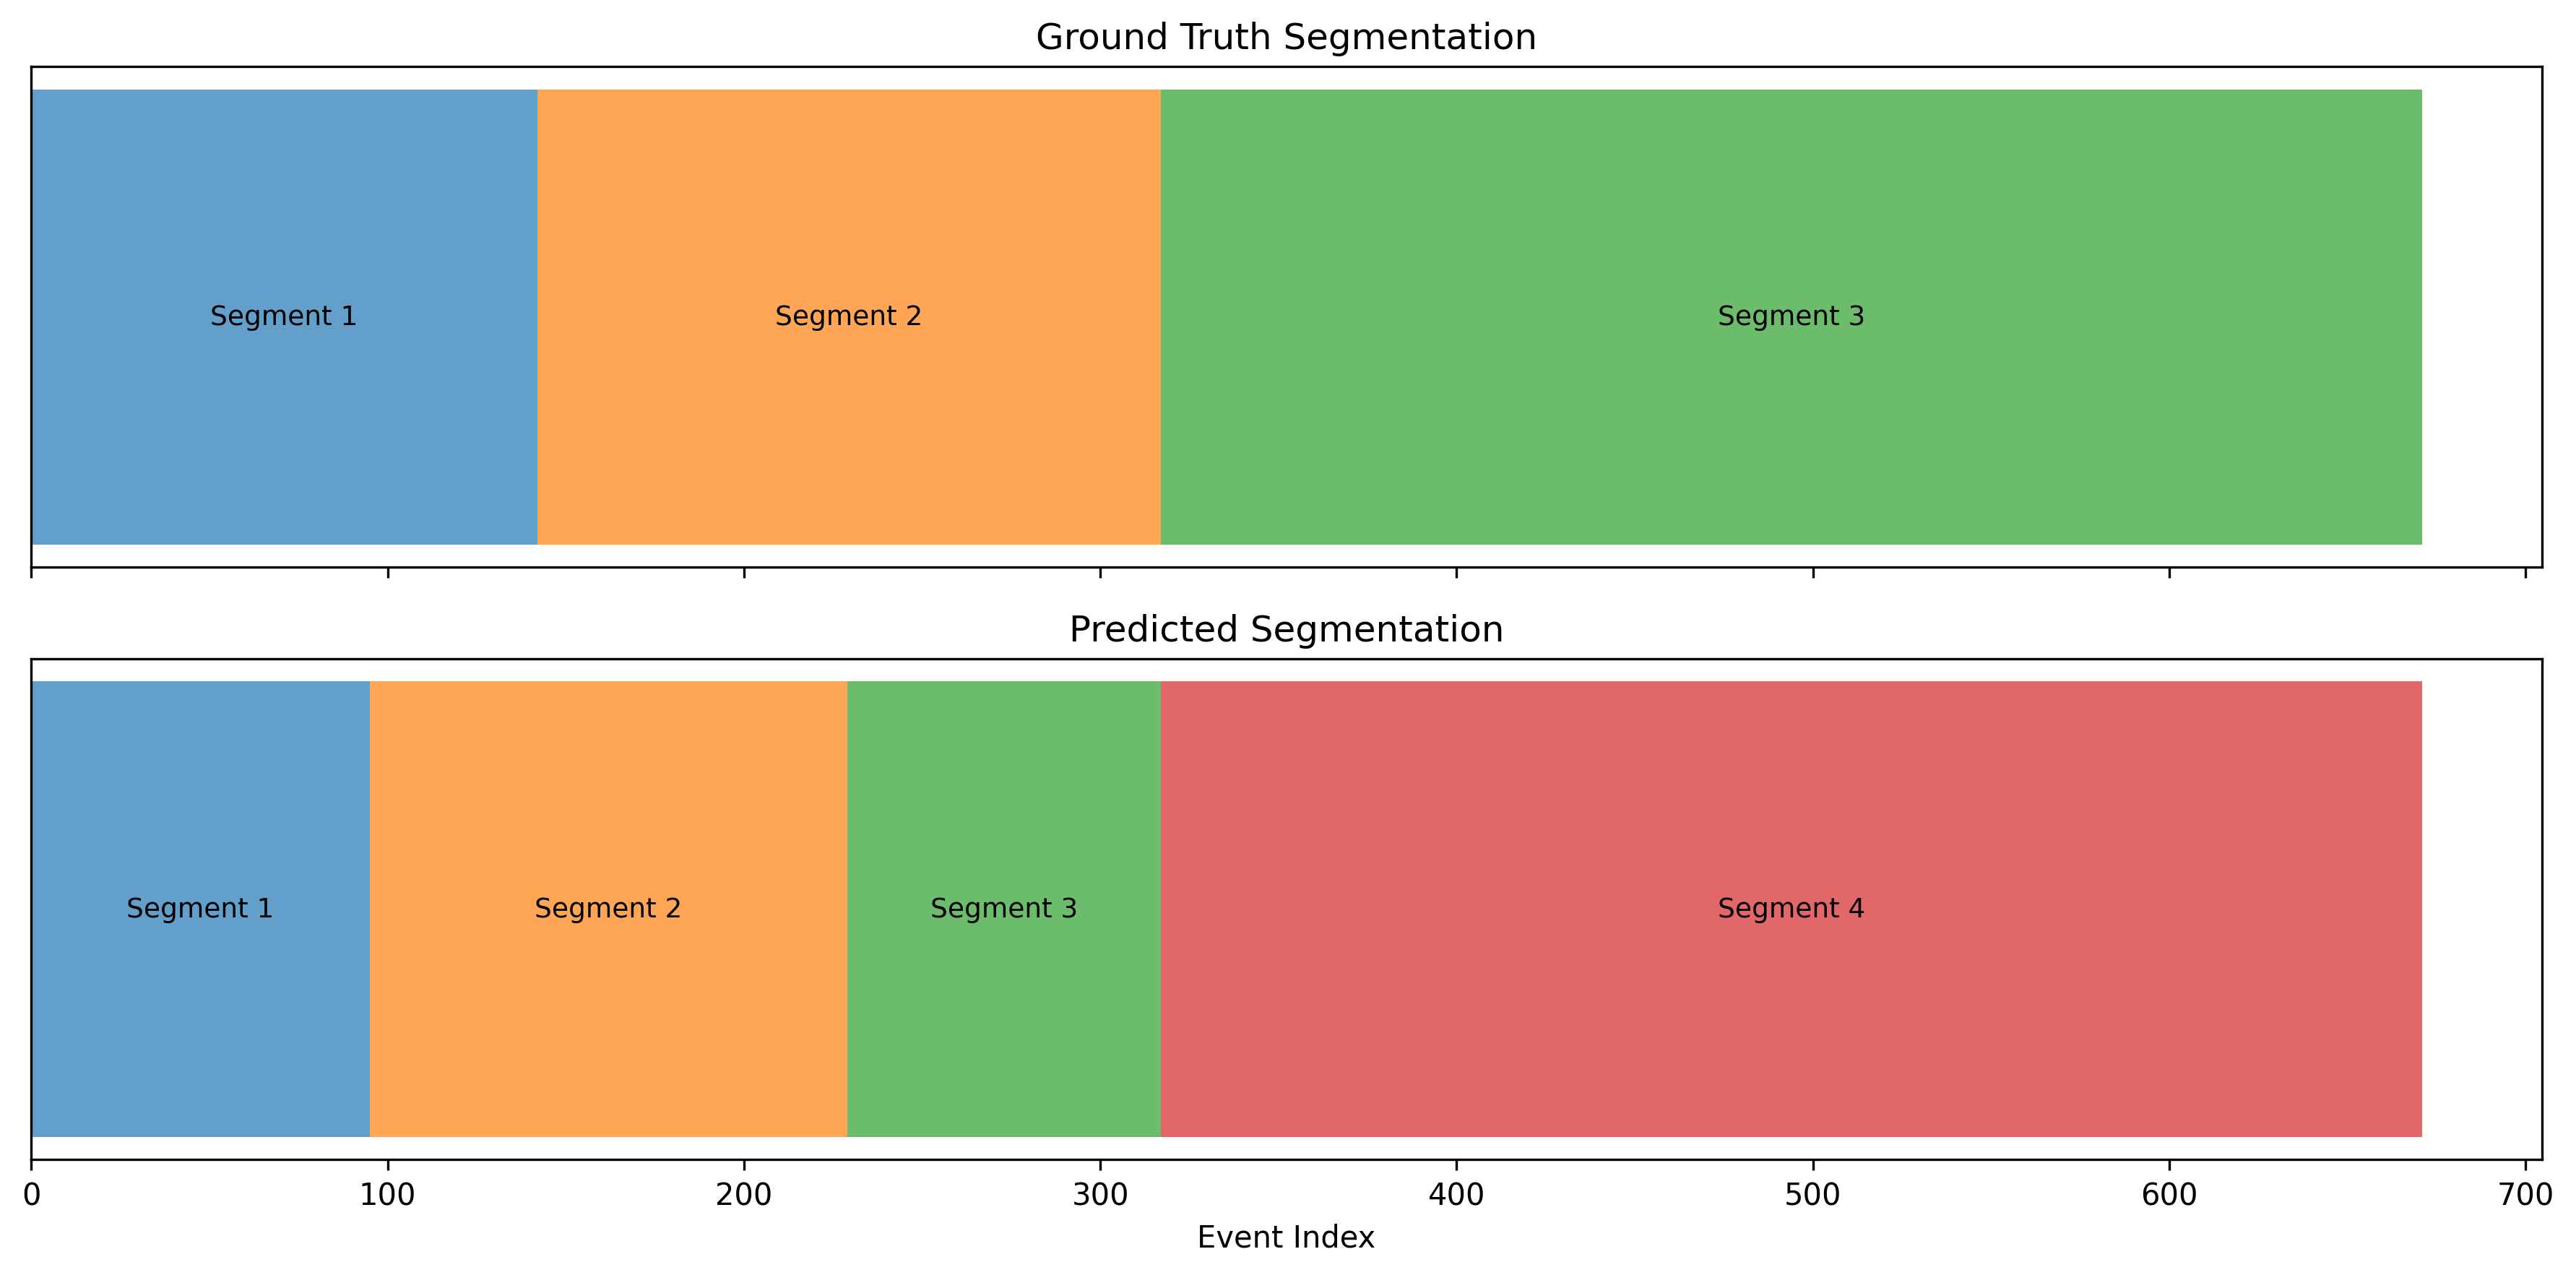 Ground Truth Segmentation
Segment 1 Segment 2 Segment 3
Predicted Segmentation
Segment 1 Segment 2 Segment 3 Segment 4
0 100 200 300 400 500 600 700
Event Index